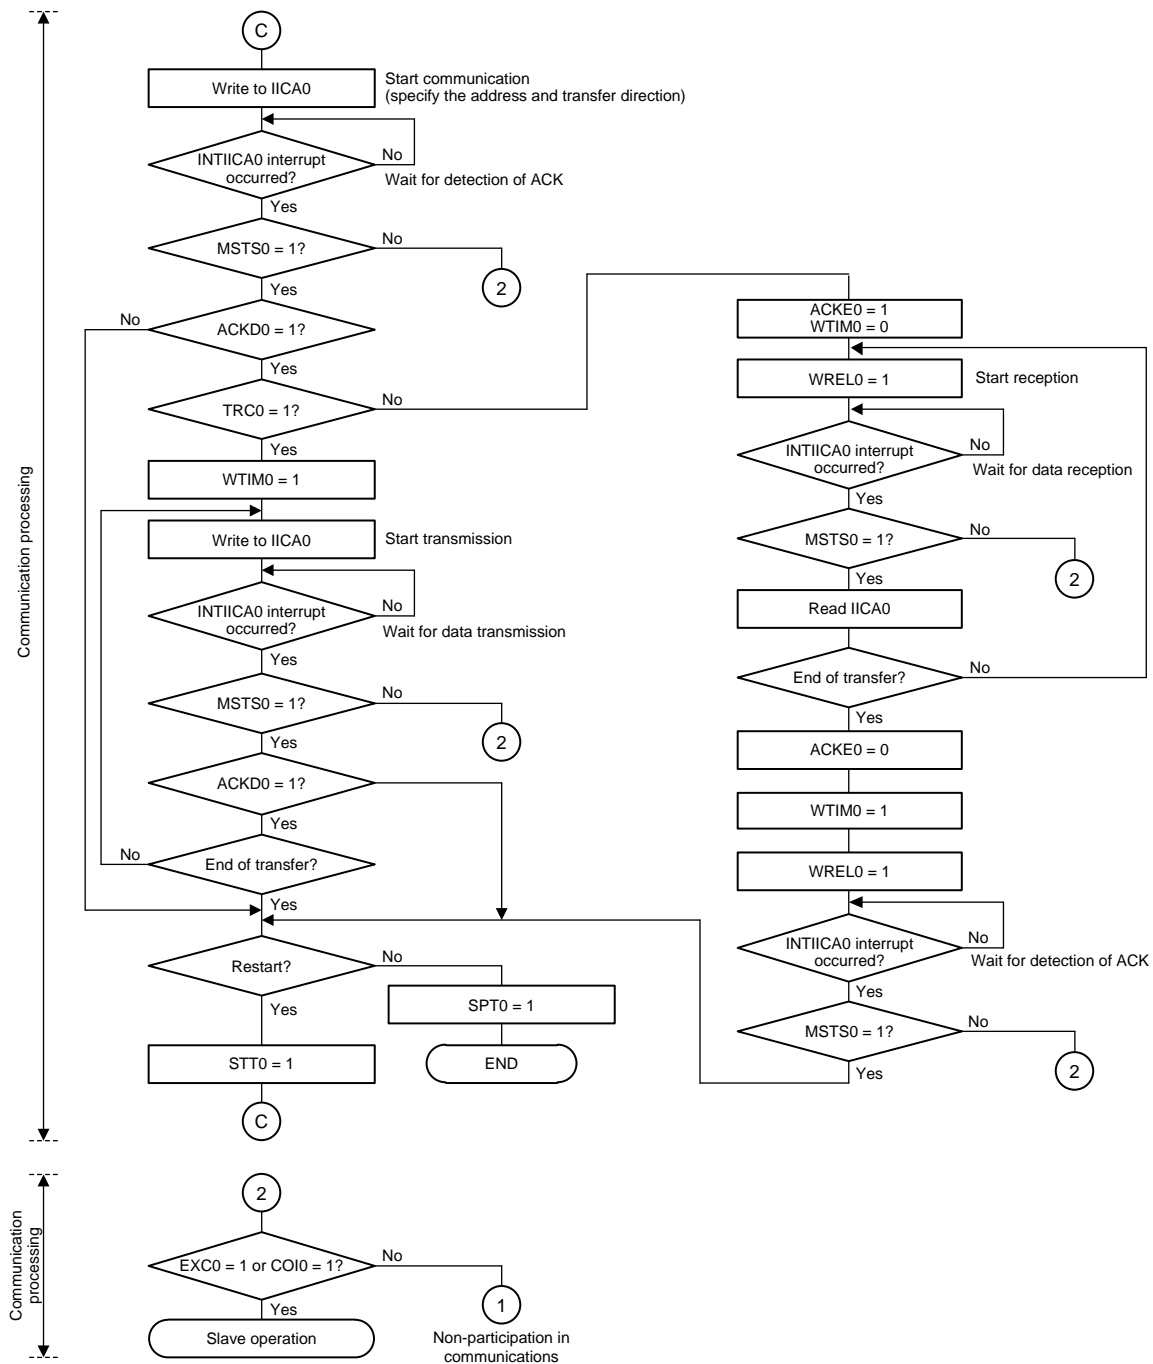 C
Write to IICA0
Start communication
(specify the address and transfer direction)
INTIICA0 interrupt
occurred?
No
Wait for detection of ACK
Yes
MSTS0 = 1?
No
2
Yes
No
ACKD0 = 1?
Yes
TRC0 = 1?
No
Yes
WTIM0 = 1
Write to IICA0
Start transmission
INTIICA0 interrupt
occurred?
No
Wait for data transmission
Yes
MSTS0 = 1?
No
2
Yes
ACKD0 = 1?
No
Yes
No
End of transfer?
Yes
Restart?
No
SPT0 = 1
END
Yes
STT0 = 1
C
ACKE0 = 1
WTIM0 = 0
WREL0 = 1
Start reception
INTIICA0 interrupt
occurred?
No
Wait for data reception
Yes
MSTS0 = 1?
No
2
Yes
Read IICA0
End of transfer?
No
Yes
ACKE0 = 0
WTIM0 = 1
WREL0 = 1
INTIICA0 interrupt
occurred?
No
Wait for detection of ACK
Yes
MSTS0 = 1?
No
2
Yes
Communication processing
2
EXC0 = 1 or COI0 = 1?
No
1
Non-participation in
communications
Yes
Slave operation
Communication
processing